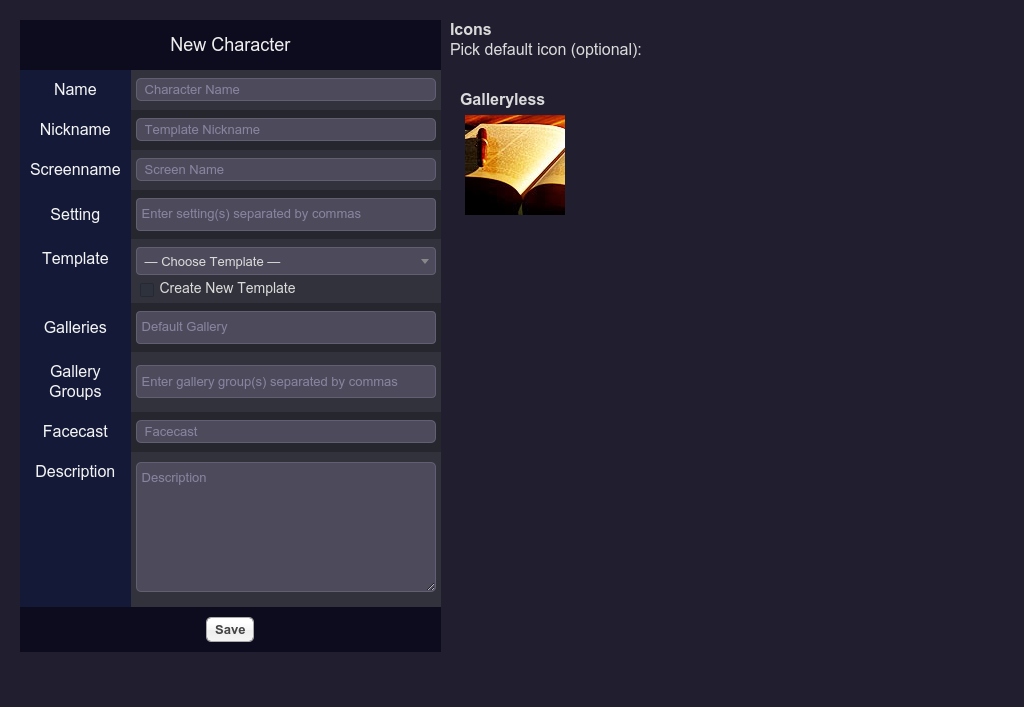 New Character
Name
Character Name
Nickname
Template Nickname
Screenname
Screen Name
Setting
Enter setting(s) separated by commas
Template
— Choose Template —
Create New Template
Galleries
Default Gallery
Gallery
Groups
Enter gallery group(s) separated by commas
Facecast
Facecast
Description
Description
Save
Icons
Pick default icon (optional):
Galleryless